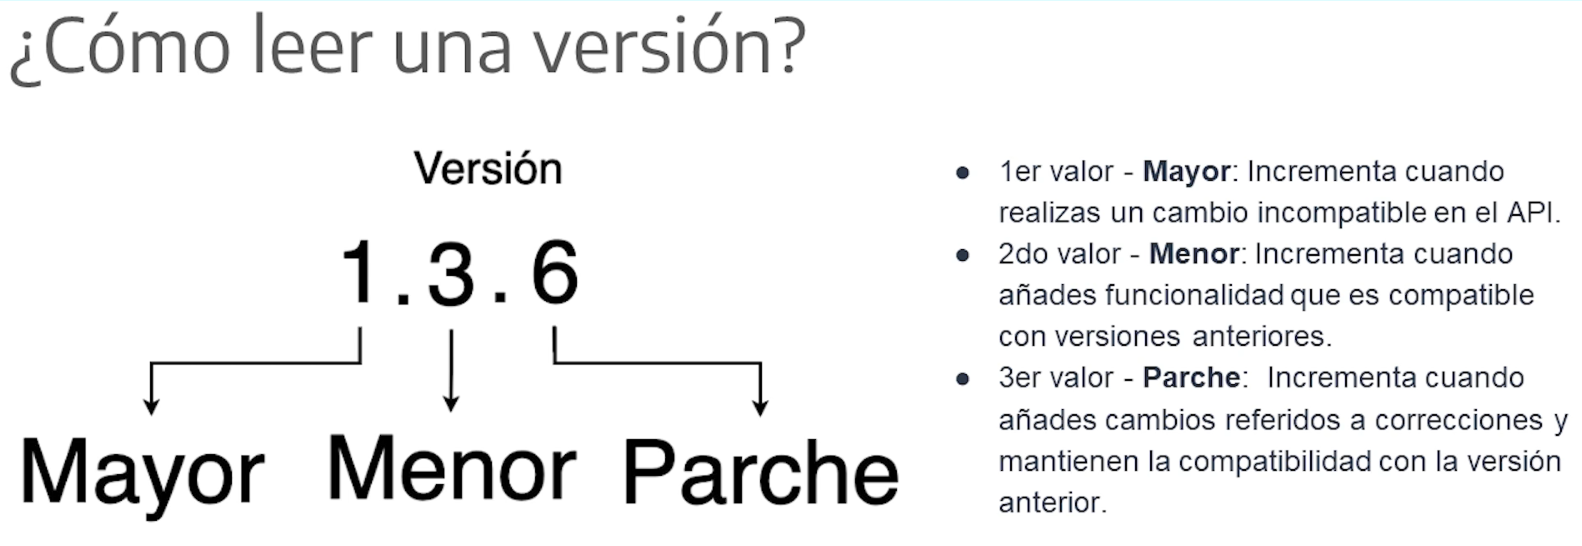 ¿Cómo leer una versión?
Versión
1.3.6
Mayor Menor Parche
● 1er valor - Mayor: Incrementa cuando
realizas un cambio incompatible en el API.
● 2do valor - Menor: Incrementa cuando
añades funcionalidad que es compatible
con versiones anteriores.
● 3er valor - Parche: Incrementa cuando
añades cambios referidos a correcciones y
mantienen la compatibilidad con la versión
anterior.